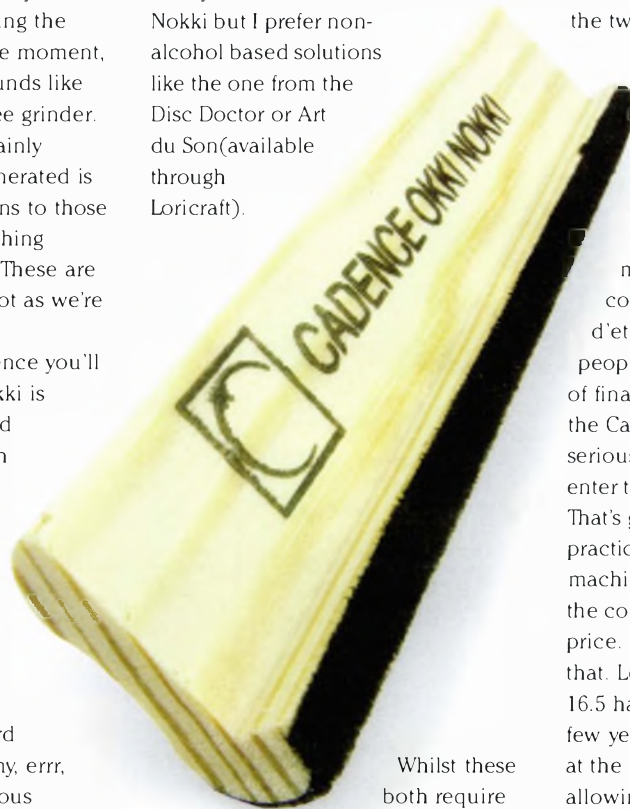 ing the
e moment,
unds like
ee grinder.
ainly
nerated is
ns to those
hing
These are
ot as we're
nce you'll
kki is
d
n
rd
ny, errr,
ous
Nokki but I prefer non-
alcohol based solutions
like the one from the
Disc Doctor or Art
du Son(available
through
Loricraft).
CADENCE OKKI NOKKI
Whilst these
both require
the tw
co
d'et
peop
of fina
the Ca
seriou
enter t
That's
practic
machi
the co
price.
that. L
16.5 ha
few ye
at the
allowi